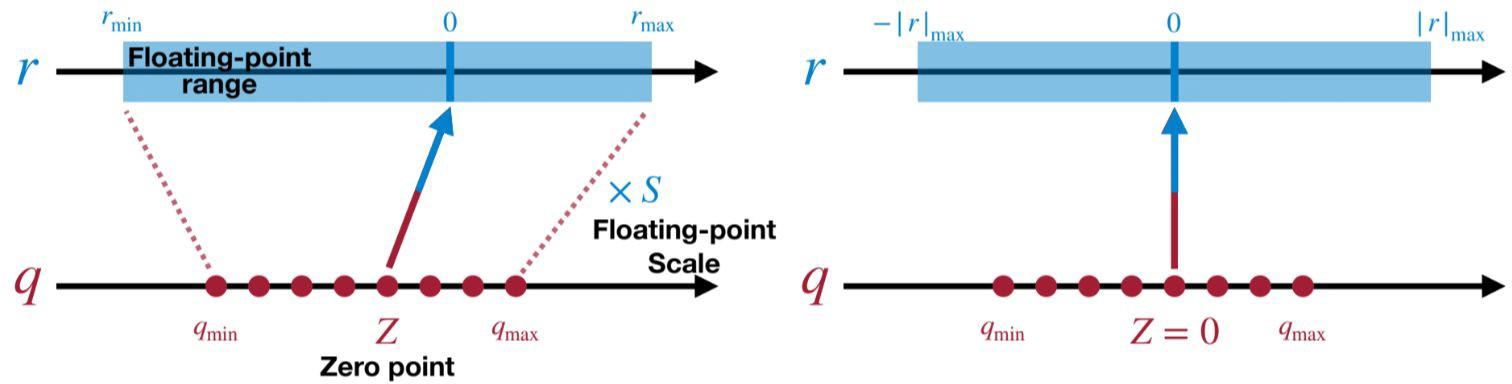 r_min 0 r_max
r Floating-point
range
× S
Floating-point
Scale
q
q_min Z q_max
Zero point
−|r|_max 0 |r|_max
r
q
q_min Z = 0 q_max